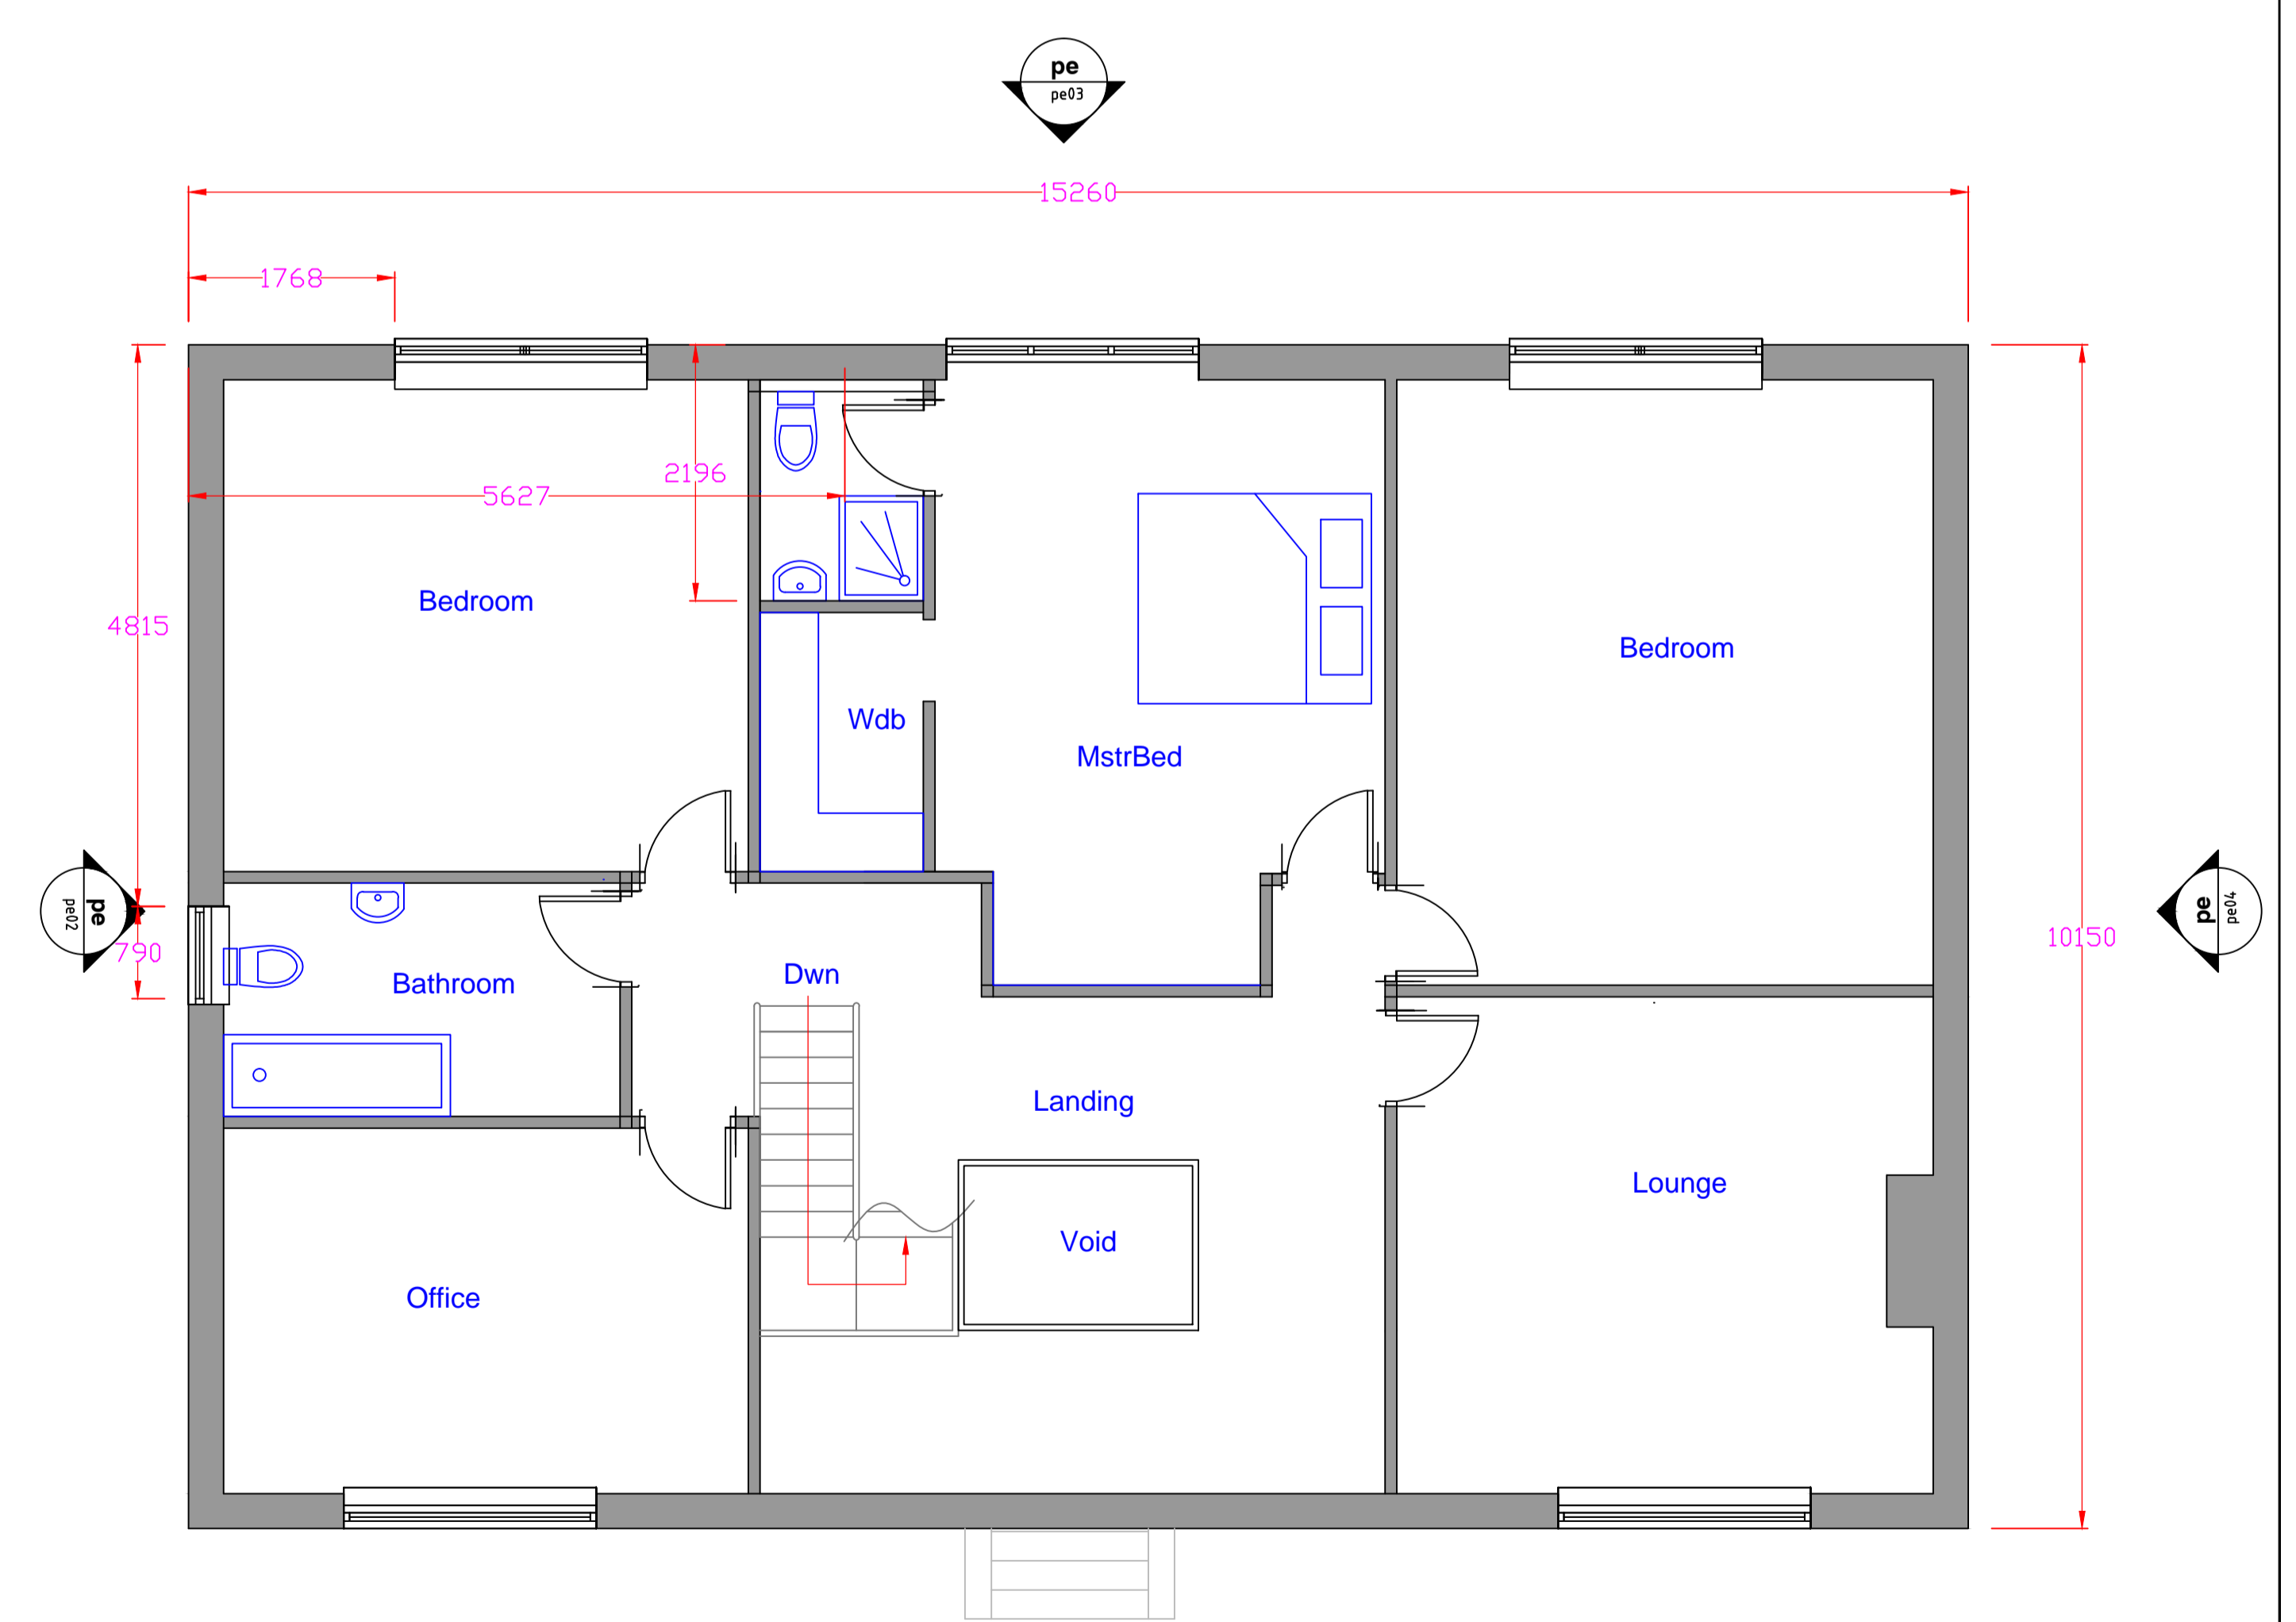 pe
pe03
15260
1768
2196
5627
Bedroom
4815
Bedroom
Wdb
MstrBed
pe
pe02
pe
pe04
790
10150
Bathroom
Dwn
Landing
Lounge
Void
Office